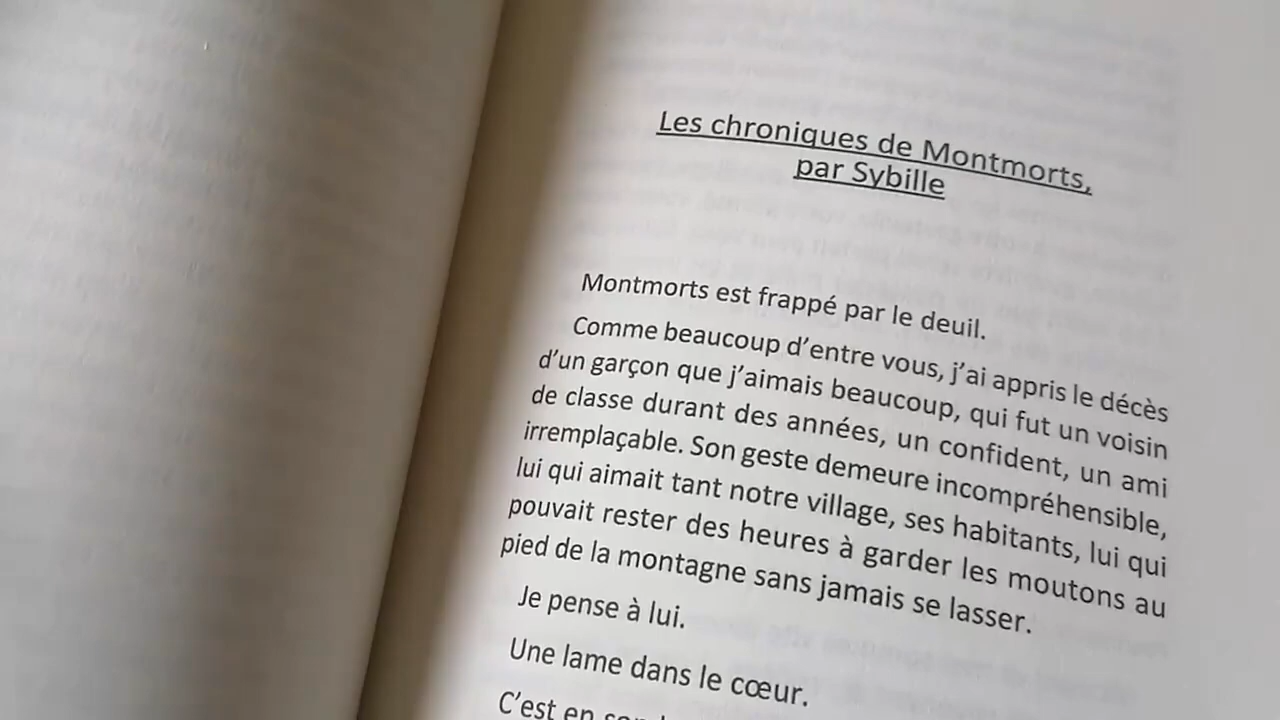 Les chroniques de Montmorts,
par Sybille
Montmorts est frappé par le deuil.
Comme beaucoup d’entre vous, j’ai appris le décès
d’un garçon que j’aimais beaucoup, qui fut un voisin
de classe durant des années, un confident, un ami
irremplaçable. Son geste demeure incompréhensible,
lui qui aimait tant notre village, ses habitants, lui qui
pouvait rester des heures à garder les moutons au
pied de la montagne sans jamais se lasser.
Je pense à lui.
Une lame dans le cœur.
C’est en